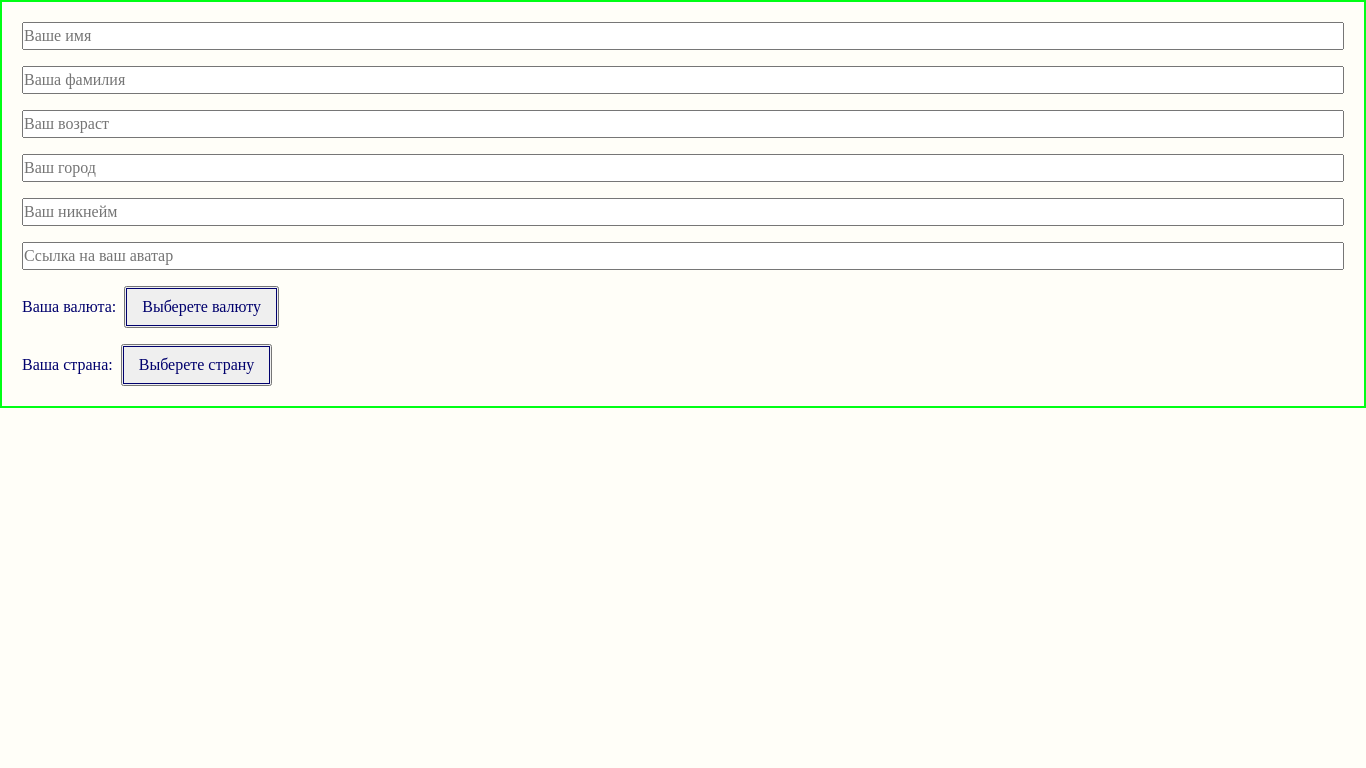 Ваше имя
Ваша фамилия
Ваш возраст
Ваш город
Ваш никнейм
Ссылка на ваш аватар
Ваша валюта: Выберете валюту
Ваша страна: Выберете страну